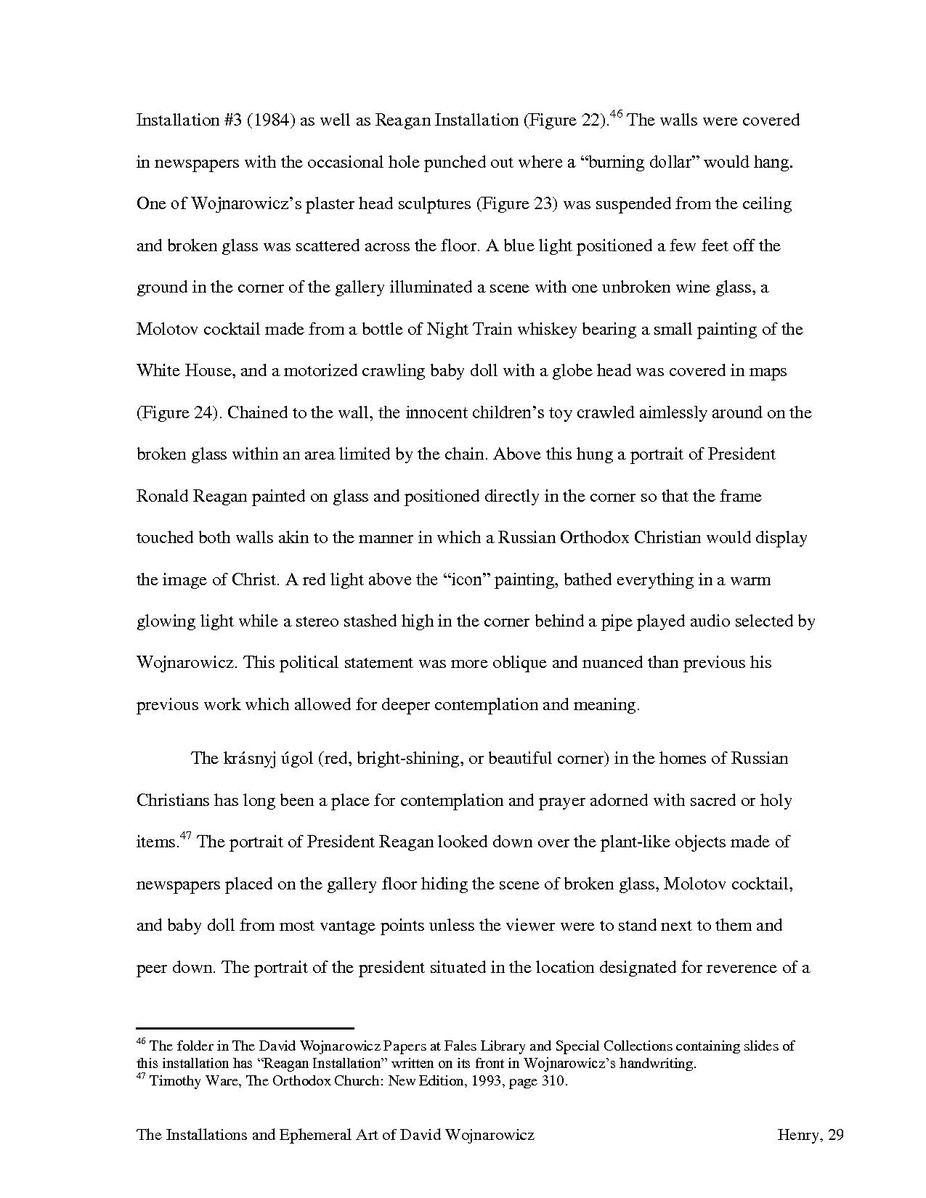 Installation #3 (1984) as well as Reagan Installation (Figure 22).46 The walls were covered
in newspapers with the occasional hole punched out where a “burning dollar” would hang.
One of Wojnarowicz’s plaster head sculptures (Figure 23) was suspended from the ceiling
and broken glass was scattered across the floor. A blue light positioned a few feet off the
ground in the corner of the gallery illuminated a scene with one unbroken wine glass, a
Molotov cocktail made from a bottle of Night Train whiskey bearing a small painting of the
White House, and a motorized crawling baby doll with a globe head was covered in maps
(Figure 24). Chained to the wall, the innocent children’s toy crawled aimlessly around on the
broken glass within an area limited by the chain. Above this hung a portrait of President
Ronald Reagan painted on glass and positioned directly in the corner so that the frame
touched both walls akin to the manner in which a Russian Orthodox Christian would display
the image of Christ. A red light above the “icon” painting, bathed everything in a warm
glowing light while a stereo stashed high in the corner behind a pipe played audio selected by
Wojnarowicz. This political statement was more oblique and nuanced than previous his
previous work which allowed for deeper contemplation and meaning.
The krásnyj úgol (red, bright-shining, or beautiful corner) in the homes of Russian
Christians has long been a place for contemplation and prayer adorned with sacred or holy
items.47 The portrait of President Reagan looked down over the plant-like objects made of
newspapers placed on the gallery floor hiding the scene of broken glass, Molotov cocktail,
and baby doll from most vantage points unless the viewer were to stand next to them and
peer down. The portrait of the president situated in the location designated for reverence of a
46 The folder in The David Wojnarowicz Papers at Fales Library and Special Collections containing slides of
this installation has “Reagan Installation” written on its front in Wojnarowicz’s handwriting.
47 Timothy Ware, The Orthodox Church: New Edition, 1993, page 310.
The Installations and Ephemeral Art of David Wojnarowicz Henry, 29